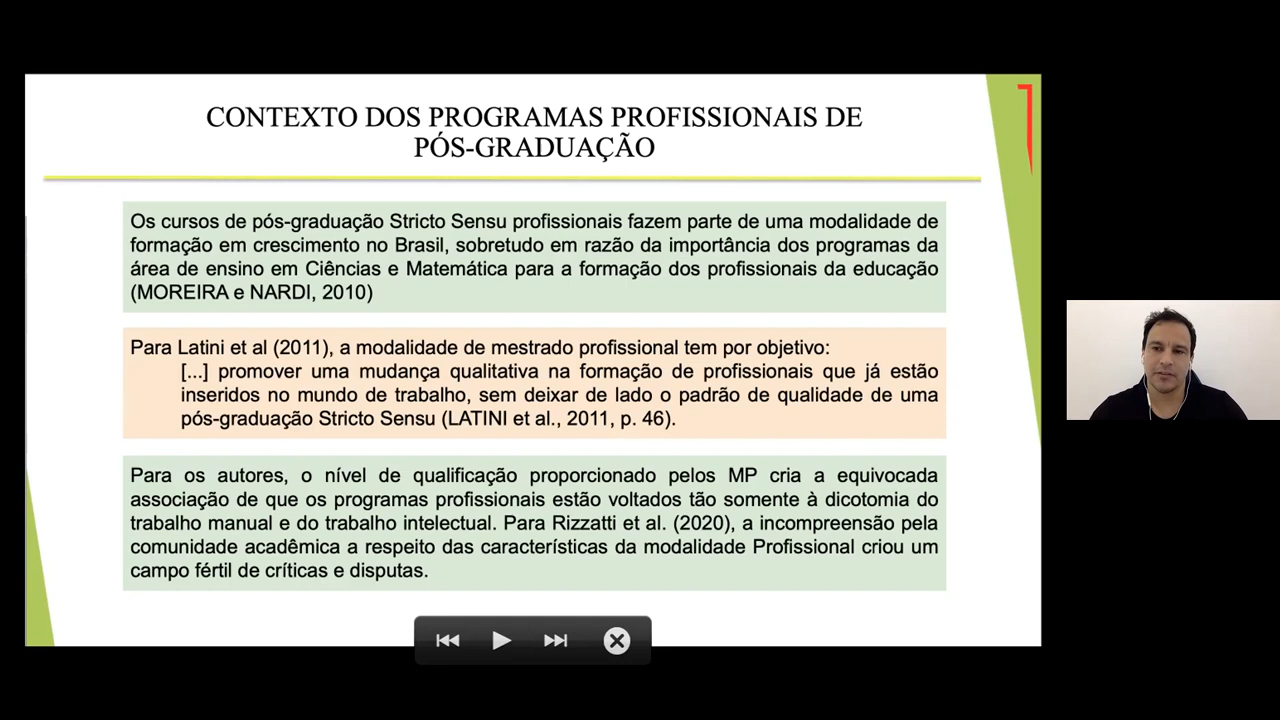 CONTEXTO DOS PROGRAMAS PROFISSIONAIS DE
PÓS-GRADUAÇÃO
Os cursos de pós-graduação Stricto Sensu profissionais fazem parte de uma modalidade de
formação em crescimento no Brasil, sobretudo em razão da importância dos programas da
área de ensino em Ciências e Matemática para a formação dos profissionais da educação
(MOREIRA e NARDI, 2010)
Para Latini et al (2011), a modalidade de mestrado profissional tem por objetivo:
[...] promover uma mudança qualitativa na formação de profissionais que já estão
inseridos no mundo de trabalho, sem deixar de lado o padrão de qualidade de uma
pós-graduação Stricto Sensu (LATINI et al., 2011, p. 46).
Para os autores, o nível de qualificação proporcionado pelos MP cria a equivocada
associação de que os programas profissionais estão voltados tão somente à dicotomia do
trabalho manual e do trabalho intelectual. Para Rizzatti et al. (2020), a incompreensão pela
comunidade acadêmica a respeito das características da modalidade Profissional criou um
campo fértil de críticas e disputas.